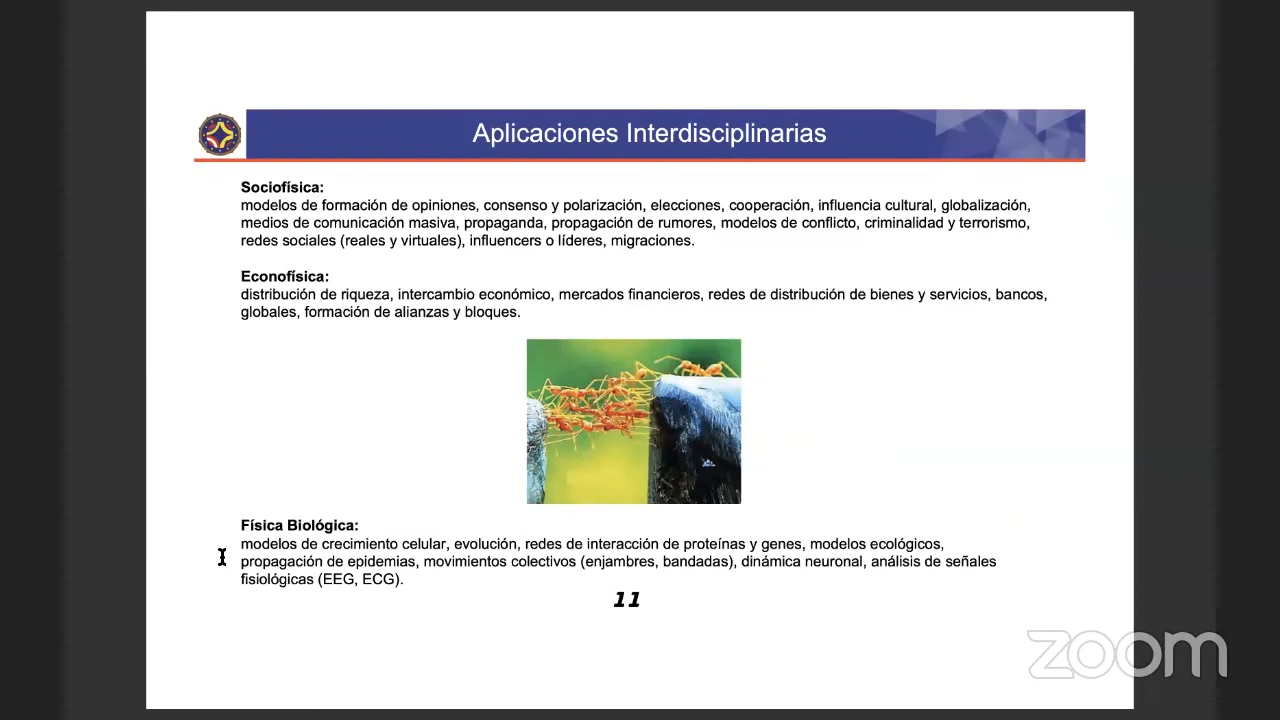 Aplicaciones Interdisciplinarias
Sociofísica:
modelos de formación de opiniones, consenso y polarización, elecciones, cooperación, influencia cultural, globalización,
medios de comunicación masiva, propaganda, propagación de rumores, modelos de conflicto, criminalidad y terrorismo,
redes sociales (reales y virtuales), influencers o líderes, migraciones.
Econofísica:
distribución de riqueza, intercambio económico, mercados financieros, redes de distribución de bienes y servicios, bancos,
globales, formación de alianzas y bloques.
Física Biológica:
modelos de crecimiento celular, evolución, redes de interacción de proteínas y genes, modelos ecológicos,
propagación de epidemias, movimientos colectivos (enjambres, bandadas), dinámica neuronal, análisis de señales
fisiológicas (EEG, ECG).
11
zoom